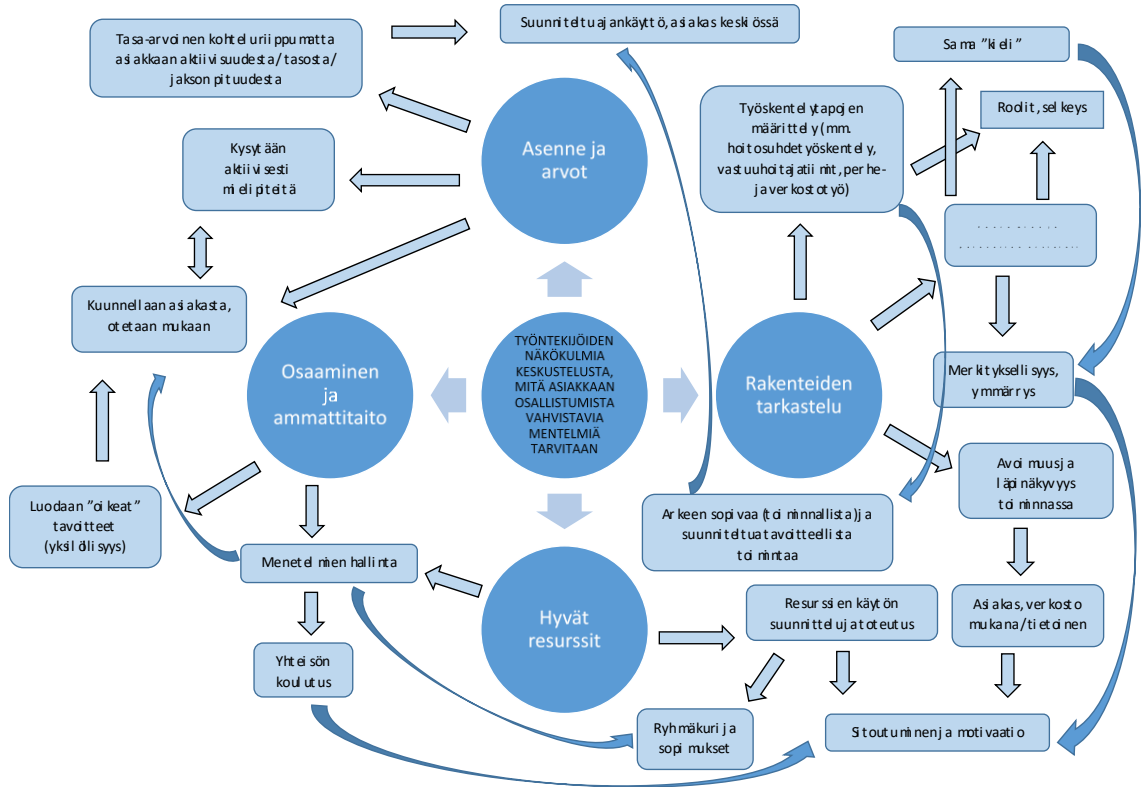 Tasa-arvoinen kohtelu riippumatta
asiakkaan aktiivisuudesta/ tasosta/
jakson pituudesta
Suunniteltu ajankäyttö, asiakas keskiössä
Sama ”kieli”
Roolit, selkeys
Työskentelytapojen
määrittely (mm.
hoitosuhdetyöskentely,
vastuuhoitajatiimit, perhe-
ja verkostotyö)
Asenne ja
arvot
Kysytään
aktiivisesti
mielipiteitä
Kuunnellaan asiakasta,
otetaan mukaan
Osaaminen
ja
ammattitaito
TYÖNTEKIJÖIDEN
NÄKÖKULMIA
KESKUSTELUSTA,
MITÄ ASIAKKAAN
OSALLISTUMISTA
VAHVISTAVIA
MENTELMIÄ
TARVITAAN
Rakenteiden
tarkastelu
Merkityksellisyys,
ymmärrys
Avoimuus ja
läpinäkyvyys
toiminnassa
Luodaan ”oikeat”
tavoitteet
(yksilöllisyys)
Arkeen sopivaa (toiminnallista) ja
suunniteltua tavoitteellista
toimintaa
Menetelmien hallinta
Hyvät
resurssit
Resurssien käytön
suunnittelu ja toteutus
Asiakas, verkosto
mukana/tietoinen
Yhteisön
koulutus
Ryhmäkuri ja
sopimukset
Sitoutuminen ja motivaatio